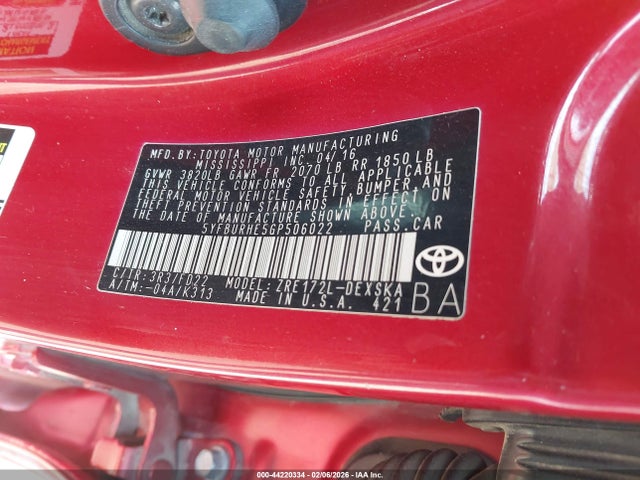 MFD.BY: TOYOTA MOTOR MANUFACTURING
MISSISSIPPI, INC. 04/16
GVWR 3820LB GAWR FR 2070 LB RR 1850 LB
THIS VEHICLE CONFORMS TO ALL APPLICABLE
FEDERAL MOTOR VEHICLE SAFETY, BUMPER AND
THEFT PREVENTION STANDARDS IN EFFECT ON
THE DATE OF MANUFACTURE SHOWN ABOVE.
5YFBURHE5GP506022 PASS.CAR
C/TR:3R3/FD22 MODEL:ZRE172L-DEXSKA
A/TM:-04A/K313 MADE IN U.S.A. 421
BA
000-44220334 - 02/06/2026 - IAA Inc.